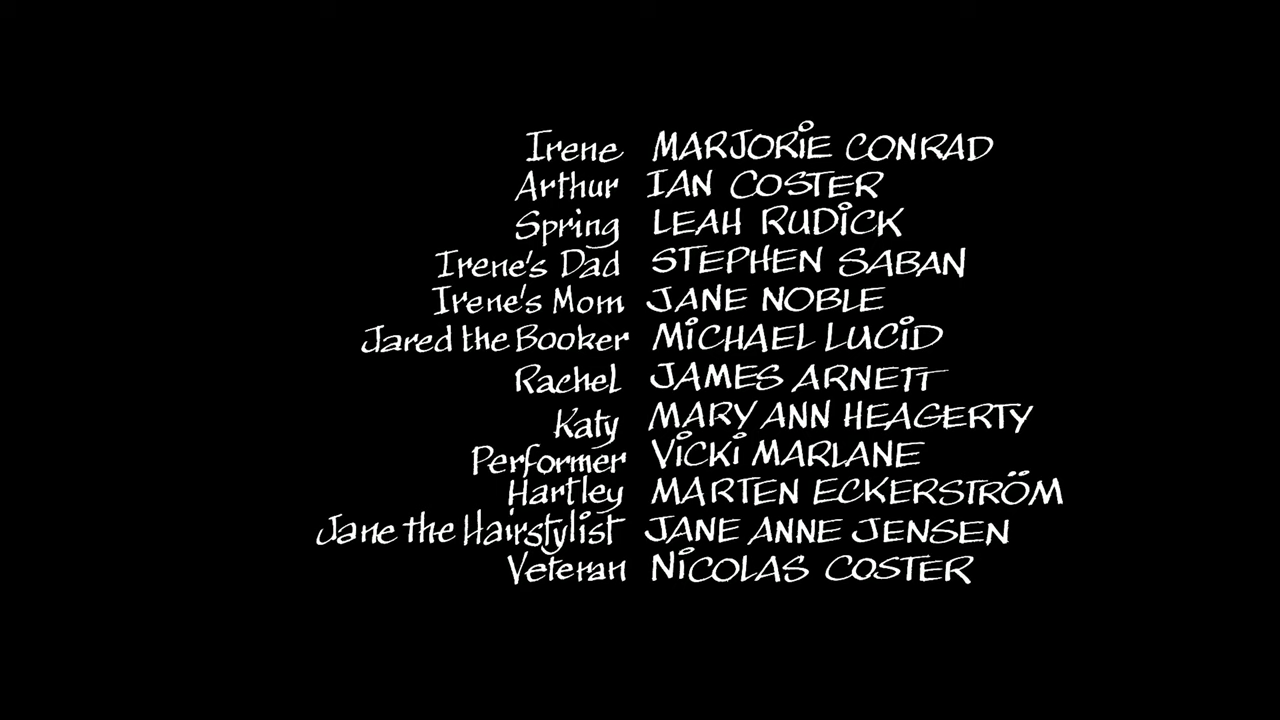 Irene MARJORiE CONRAD
Arthur IAN COSTER
Spring LEAH RUDiCK
Irene's Dad STEPHEN SABAN
Irene's Mom JANE NOBLE
Jared the Booker MiCHAEL LUCiD
Rachel JAMES ARNETT
Katy MARY ANN HEAGERTY
Performer ViCKi MARLANE
Hartley MARTEN ECKERSTRÖM
Jane the Hairstylist JANE ANNE JENSEN
Veteran NiCOLAS COSTER